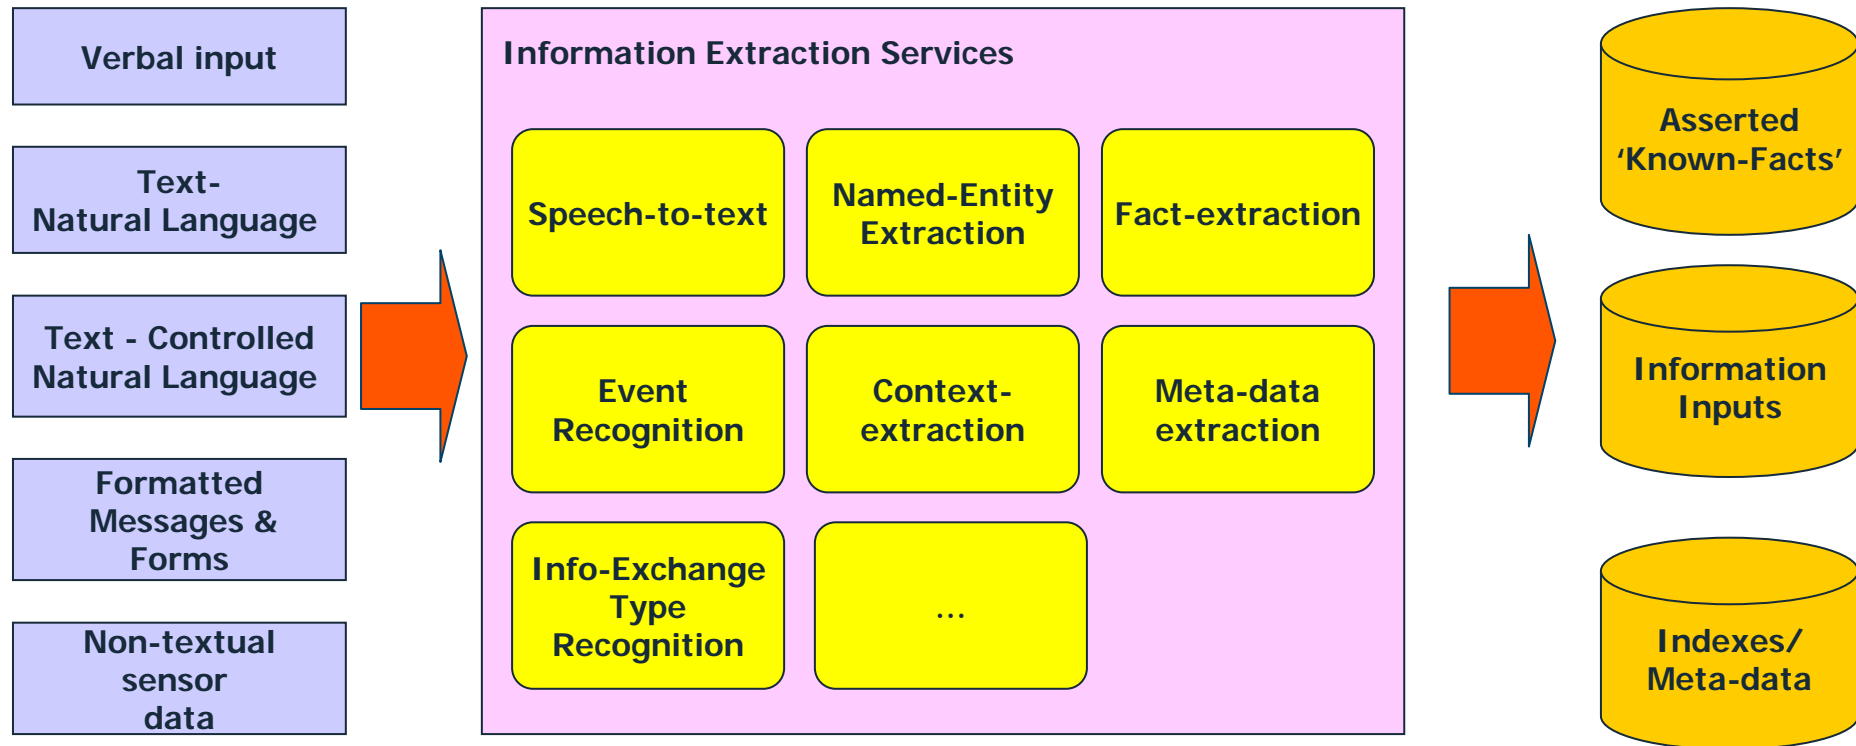 Verbal input
Text-
Natural Language
Text - Controlled
Natural Language
Formatted
Messages &
Forms
Non-textual
sensor
data
Information Extraction Services
Speech-to-text
Named-Entity
Extraction
Fact-extraction
Event
Recognition
Context-
extraction
Meta-data
extraction
Info-Exchange
Type
Recognition
...
Asserted
‘Known-Facts’
Information
Inputs
Indexes/
Meta-data